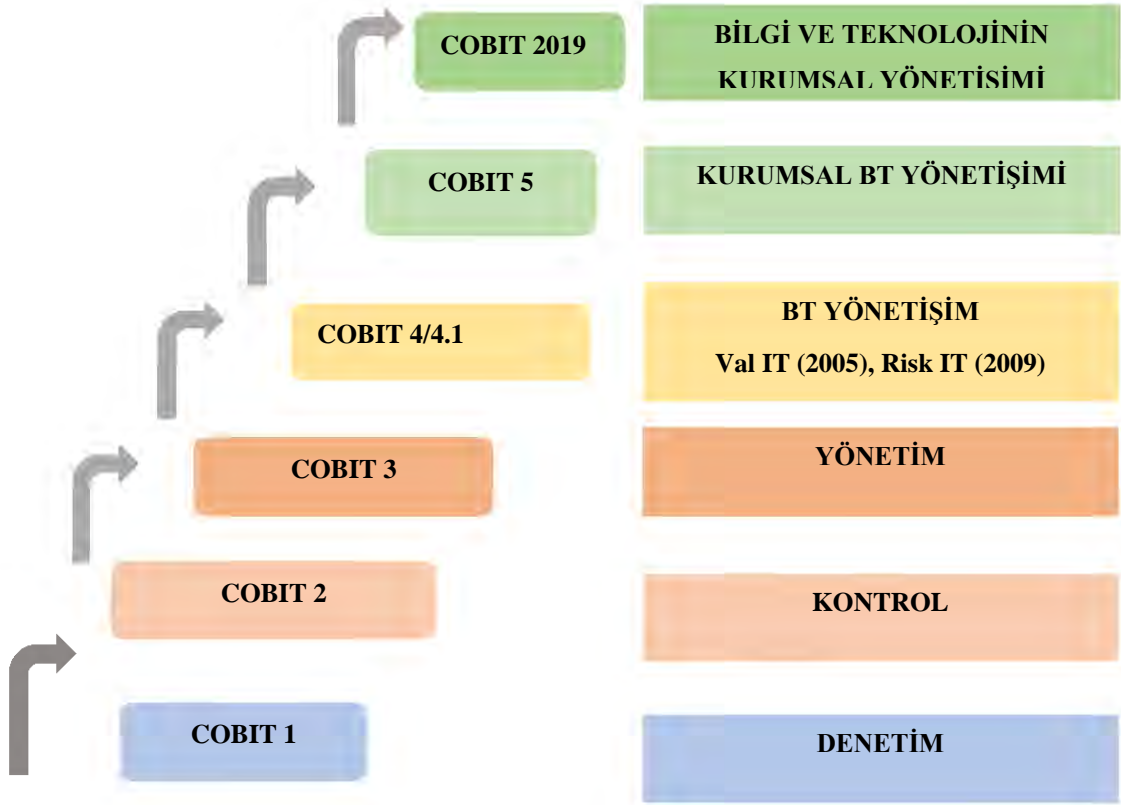 COBIT 2019
BİLGİ VE TEKNOLOJİNİN
KURUMSAL YÖNETİŞİMİ
COBIT 5
KURUMSAL BT YÖNETİŞİMİ
COBIT 4/4.1
BT YÖNETİŞİM
Val IT (2005), Risk IT (2009)
COBIT 3
YÖNETİM
COBIT 2
KONTROL
COBIT 1
DENETİM